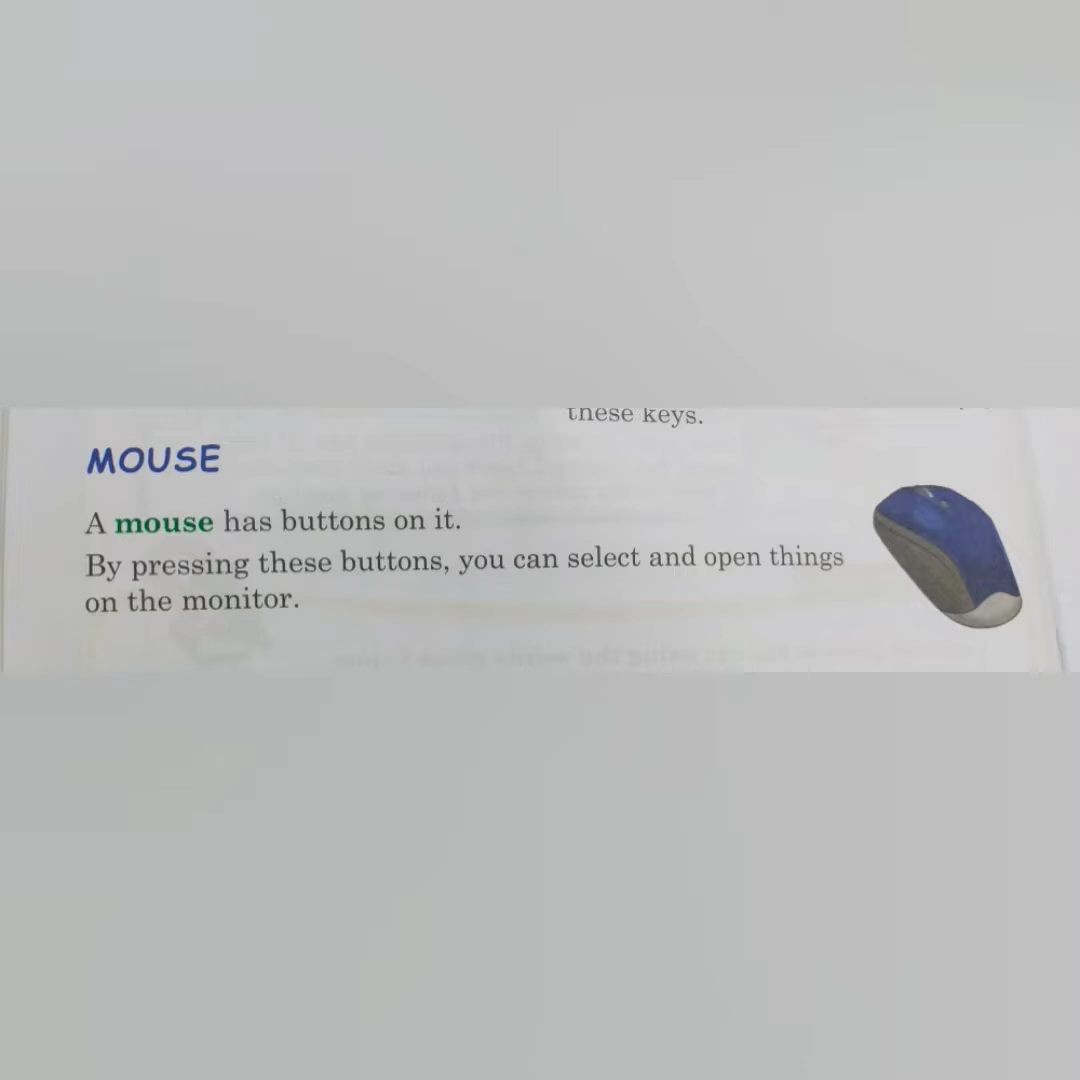 these keys.
MOUSE
A mouse has buttons on it.
By pressing these buttons, you can select and open things
on the monitor.